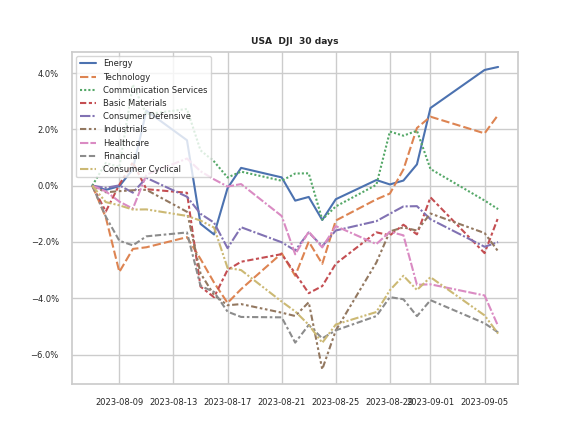 USA DJI 30 days
Energy
Technology
Communication Services
Basic Materials
Consumer Defensive
Industrials
Healthcare
Financial
Consumer Cyclical
4.0%
2.0%
0.0%
−2.0%
−4.0%
−6.0%
2023-08-09
2023-08-13
2023-08-17
2023-08-21
2023-08-25
2023-08-29
2023-09-01
2023-09-05